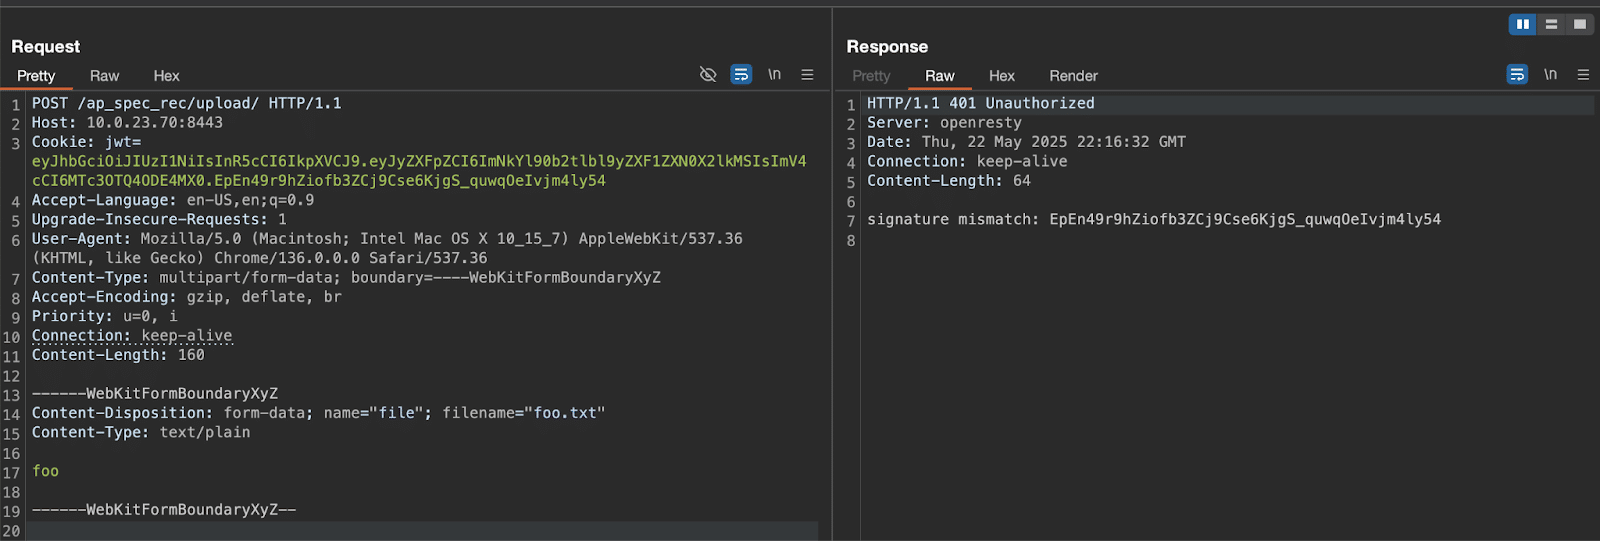 Request
Pretty Raw Hex \n
1 POST /ap_spec_rec/upload/ HTTP/1.1
2 Host: 10.0.23.70:8443
3 Cookie: jwt=
eyJhbGciOiJIUzI1NiIsInR5cCI6IkpXVCJ9.eyJyZXFpZCI6ImNkYl90b2tlbl9yZXF1ZXN0X2lkMSIsImV4
cCI6MTc3OTQ4ODE4MX0.EpEn49r9hZiofb3ZCj9Cse6KjgS_quwqOeIvjm4ly54
4 Accept-Language: en-US,en;q=0.9
5 Upgrade-Insecure-Requests: 1
6 User-Agent: Mozilla/5.0 (Macintosh; Intel Mac OS X 10_15_7) AppleWebKit/537.36
(KHTML, like Gecko) Chrome/136.0.0.0 Safari/537.36
7 Content-Type: multipart/form-data; boundary=----WebKitFormBoundaryXyZ
8 Accept-Encoding: gzip, deflate, br
9 Priority: u=0, i
10 Connection: keep-alive
11 Content-Length: 160
12
13 ------WebKitFormBoundaryXyZ
14 Content-Disposition: form-data; name="file"; filename="foo.txt"
15 Content-Type: text/plain
16
17 foo
18
19 ------WebKitFormBoundaryXyZ--
20
Response
Pretty Raw Hex Render \n
1 HTTP/1.1 401 Unauthorized
2 Server: openresty
3 Date: Thu, 22 May 2025 22:16:32 GMT
4 Connection: keep-alive
5 Content-Length: 64
6
7 signature mismatch: EpEn49r9hZiofb3ZCj9Cse6KjgS_quwqOeIvjm4ly54
8